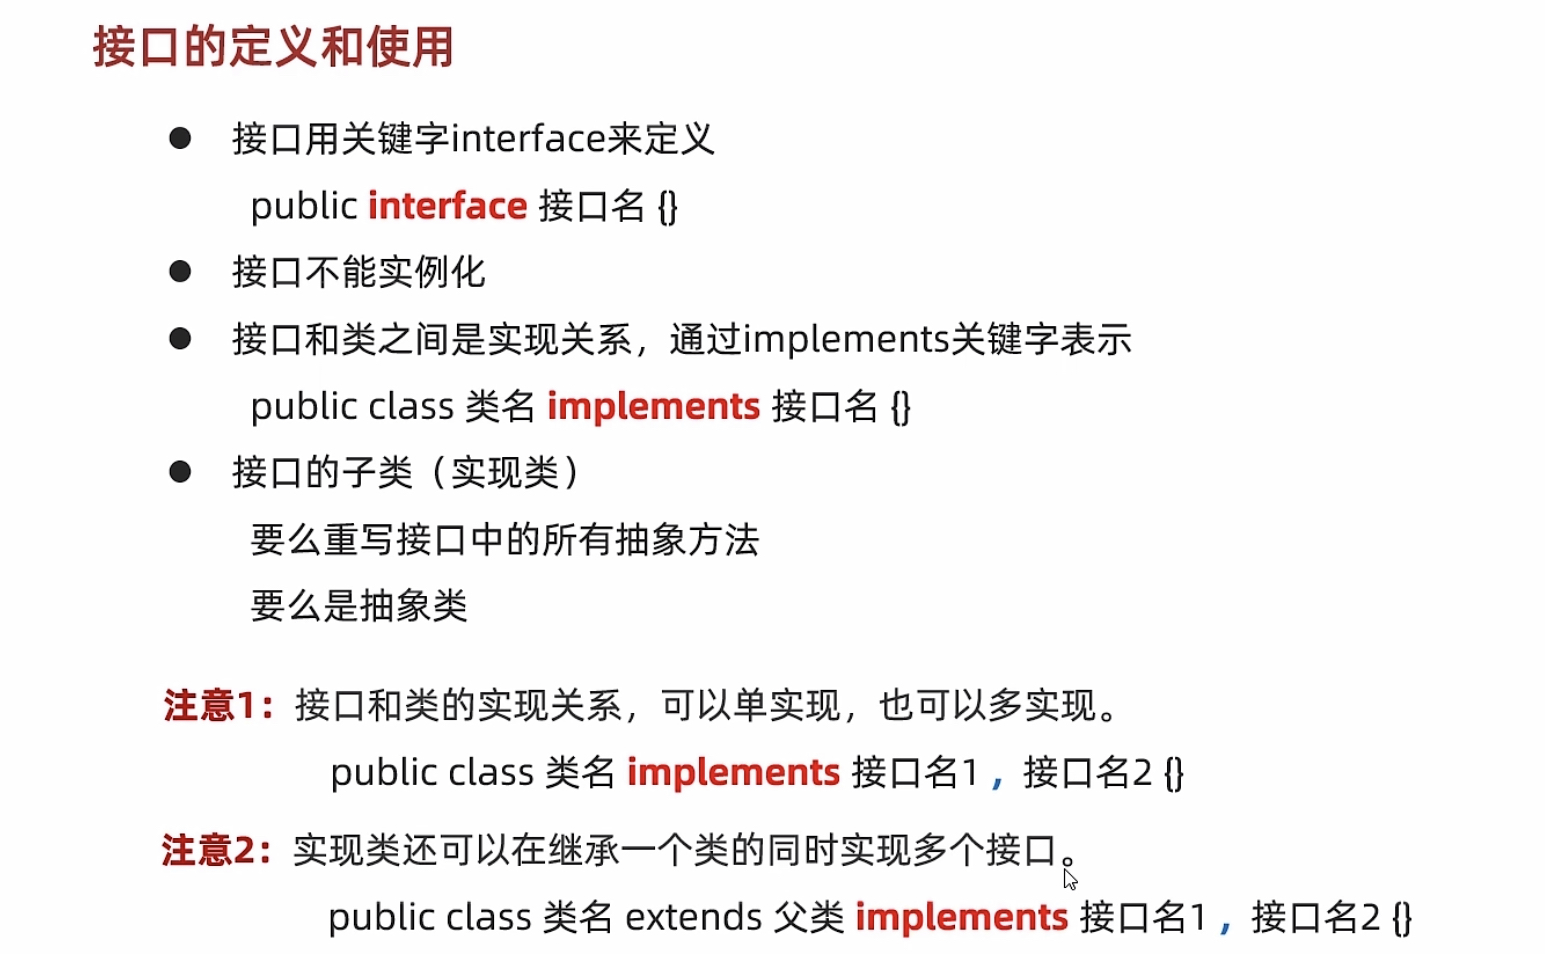 接口的定义和使用
● 接口用关键字interface来定义
public interface 接口名 {}
● 接口不能实例化
● 接口和类之间是实现关系，通过implements关键字表示
public class 类名 implements 接口名 {}
● 接口的子类（实现类）
要么重写接口中的所有抽象方法
要么是抽象类
注意1：接口和类的实现关系，可以单实现，也可以多实现。
public class 类名 implements 接口名1 ，接口名2 {}
注意2：实现类还可以在继承一个类的同时实现多个接口。
public class 类名 extends 父类 implements 接口名1 ，接口名2 {}